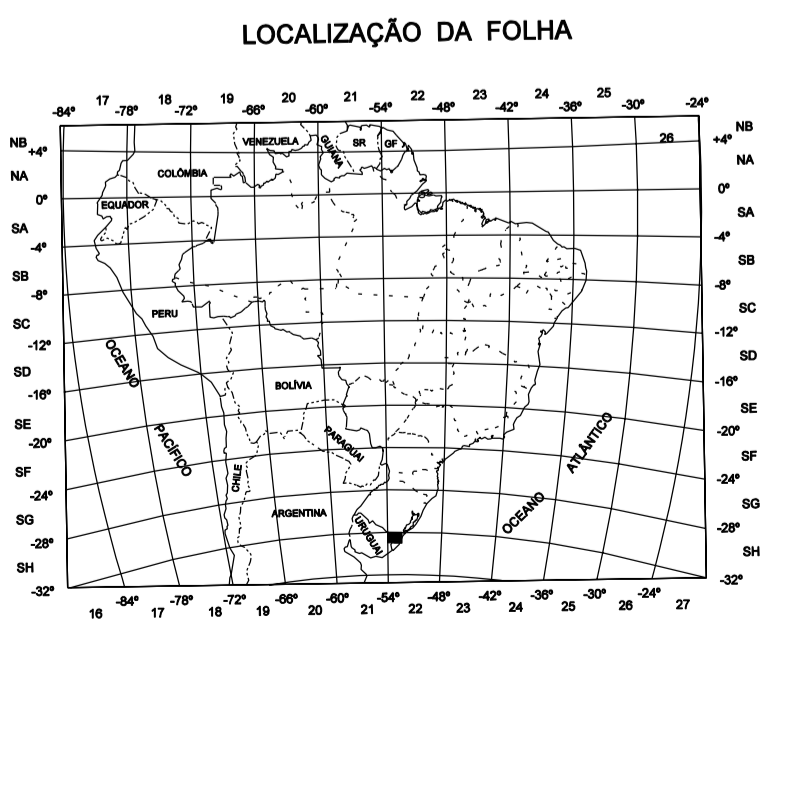 LOCALIZAÇÃO DA FOLHA
17 18 19 20 21 22 23 24 25
-84° -78° -72° -66° -60° -54° -48° -42° -36° -30° -24°
NB +4° VENEZUELA GUIANA SR GF 26 +4° NB
NA COLÔMBIA NA
0° EQUADOR 0°
SA SA
-4° -4°
SB SB
-8° -8°
PERU
SC SC
-12° -12°
SD OCEANO PACÍFICO BOLÍVIA SD
-16° -16°
SE PARAGUAI OCEANO ATLÂNTICO SE
-20° -20°
SF CHILE SF
-24° -24°
SG ARGENTINA SG
-28° URUGUAI -28°
SH SH
-32° -32°
-84° -78° -72° -66° -60° -54° -48° -42° -36° -30° -24°
16 17 18 19 20 21 22 23 24 25 26 27